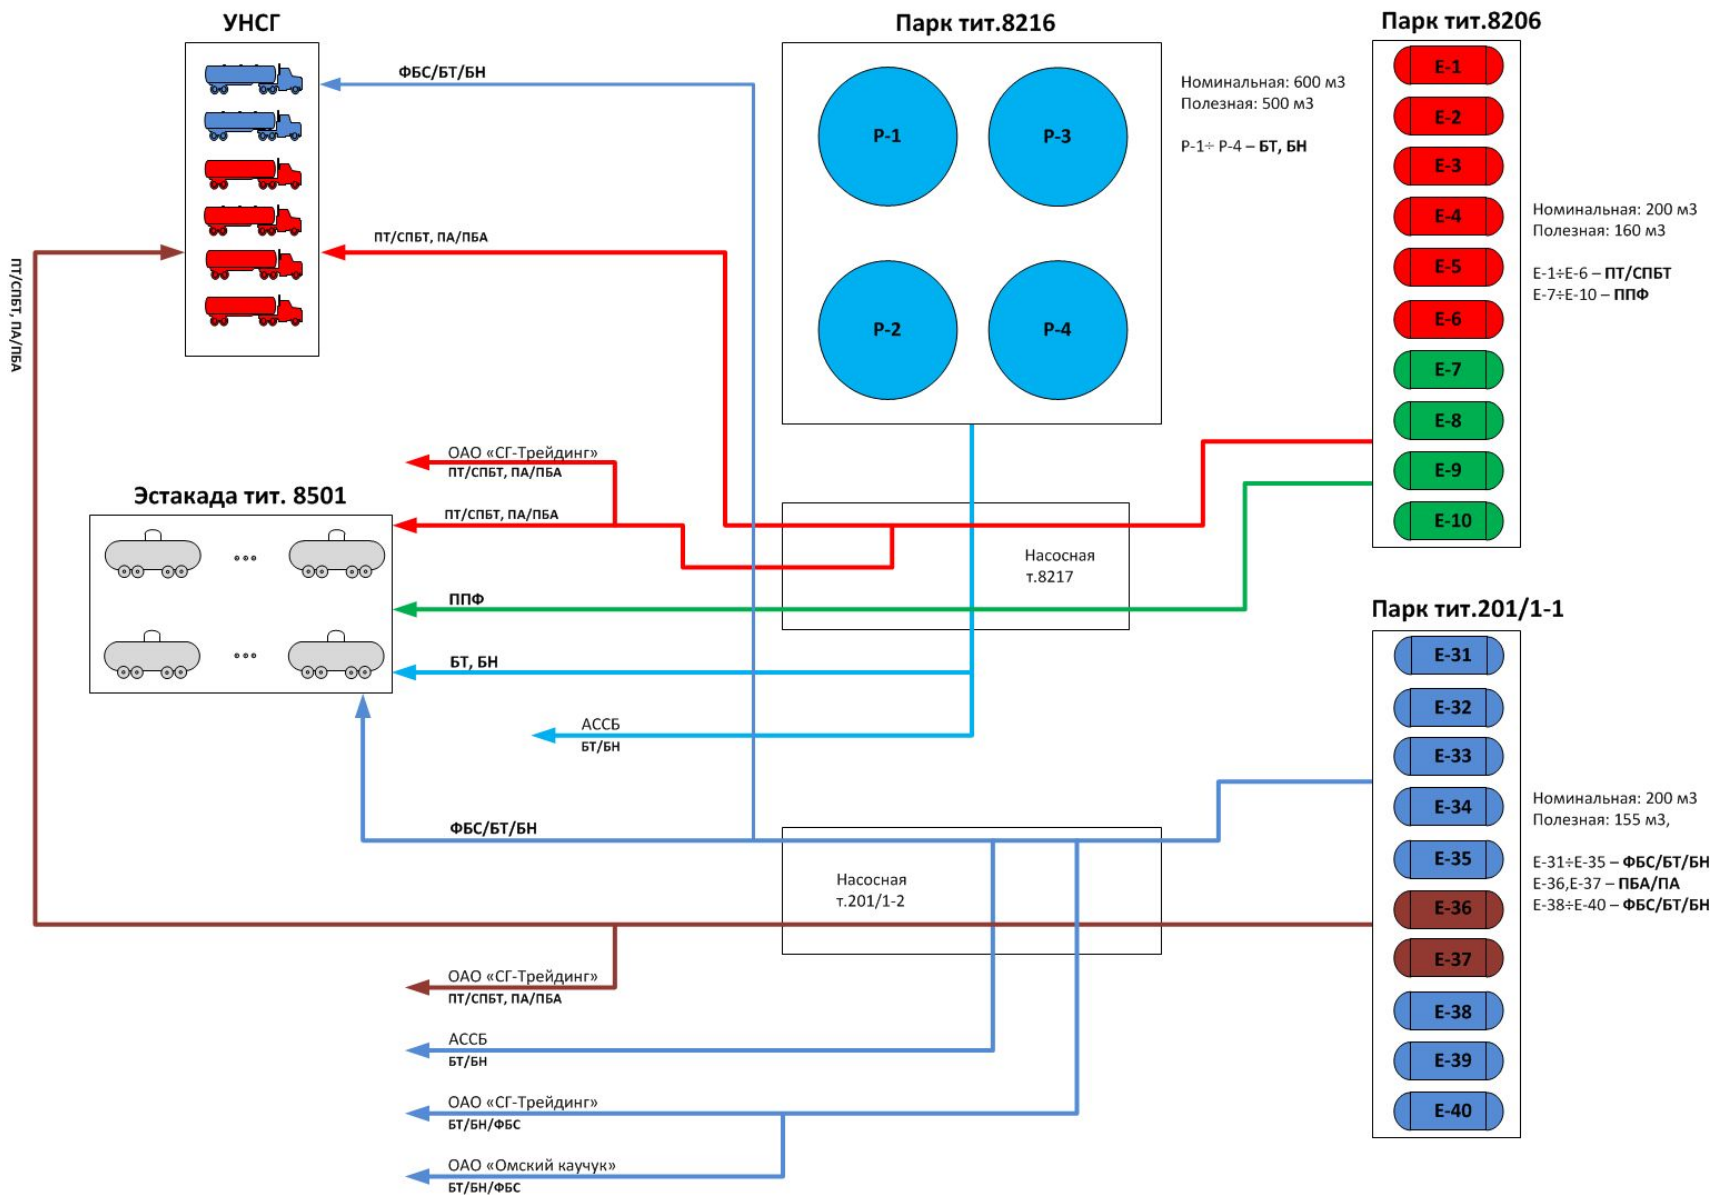 УНСГ
ФБС/БТ/БН
ПТ/СПБТ, ПА/ПБА
ПТ/СПБТ, ПА/ПБА
Парк тит.8216
Р-1
Р-3
Р-2
Р-4
Номинальная: 600 м3
Полезная: 500 м3
Р-1÷ Р-4 – БТ, БН
Парк тит.8206
Е-1
Е-2
Е-3
Е-4
Е-5
Е-6
Е-7
Е-8
Е-9
Е-10
Номинальная: 200 м3
Полезная: 160 м3
Е-1÷Е-6 – ПТ/СПБТ
Е-7÷Е-10 – ППФ
ОАО «СГ-Трейдинг»
ПТ/СПБТ, ПА/ПБА
Эстакада тит. 8501
ПТ/СПБТ, ПА/ПБА
ППФ
БТ, БН
Насосная
т.8217
АССБ
БТ/БН
ФБС/БТ/БН
Насосная
т.201/1-2
Парк тит.201/1-1
Е-31
Е-32
Е-33
Е-34
Е-35
Е-36
Е-37
Е-38
Е-39
Е-40
Номинальная: 200 м3
Полезная: 155 м3,
Е-31÷Е-35 – ФБС/БТ/БН
Е-36,Е-37 – ПБА/ПА
Е-38÷Е-40 – ФБС/БТ/БН
ОАО «СГ-Трейдинг»
ПТ/СПБТ, ПА/ПБА
АССБ
БТ/БН
ОАО «СГ-Трейдинг»
БТ/БН/ФБС
ОАО «Омский каучук»
БТ/БН/ФБС